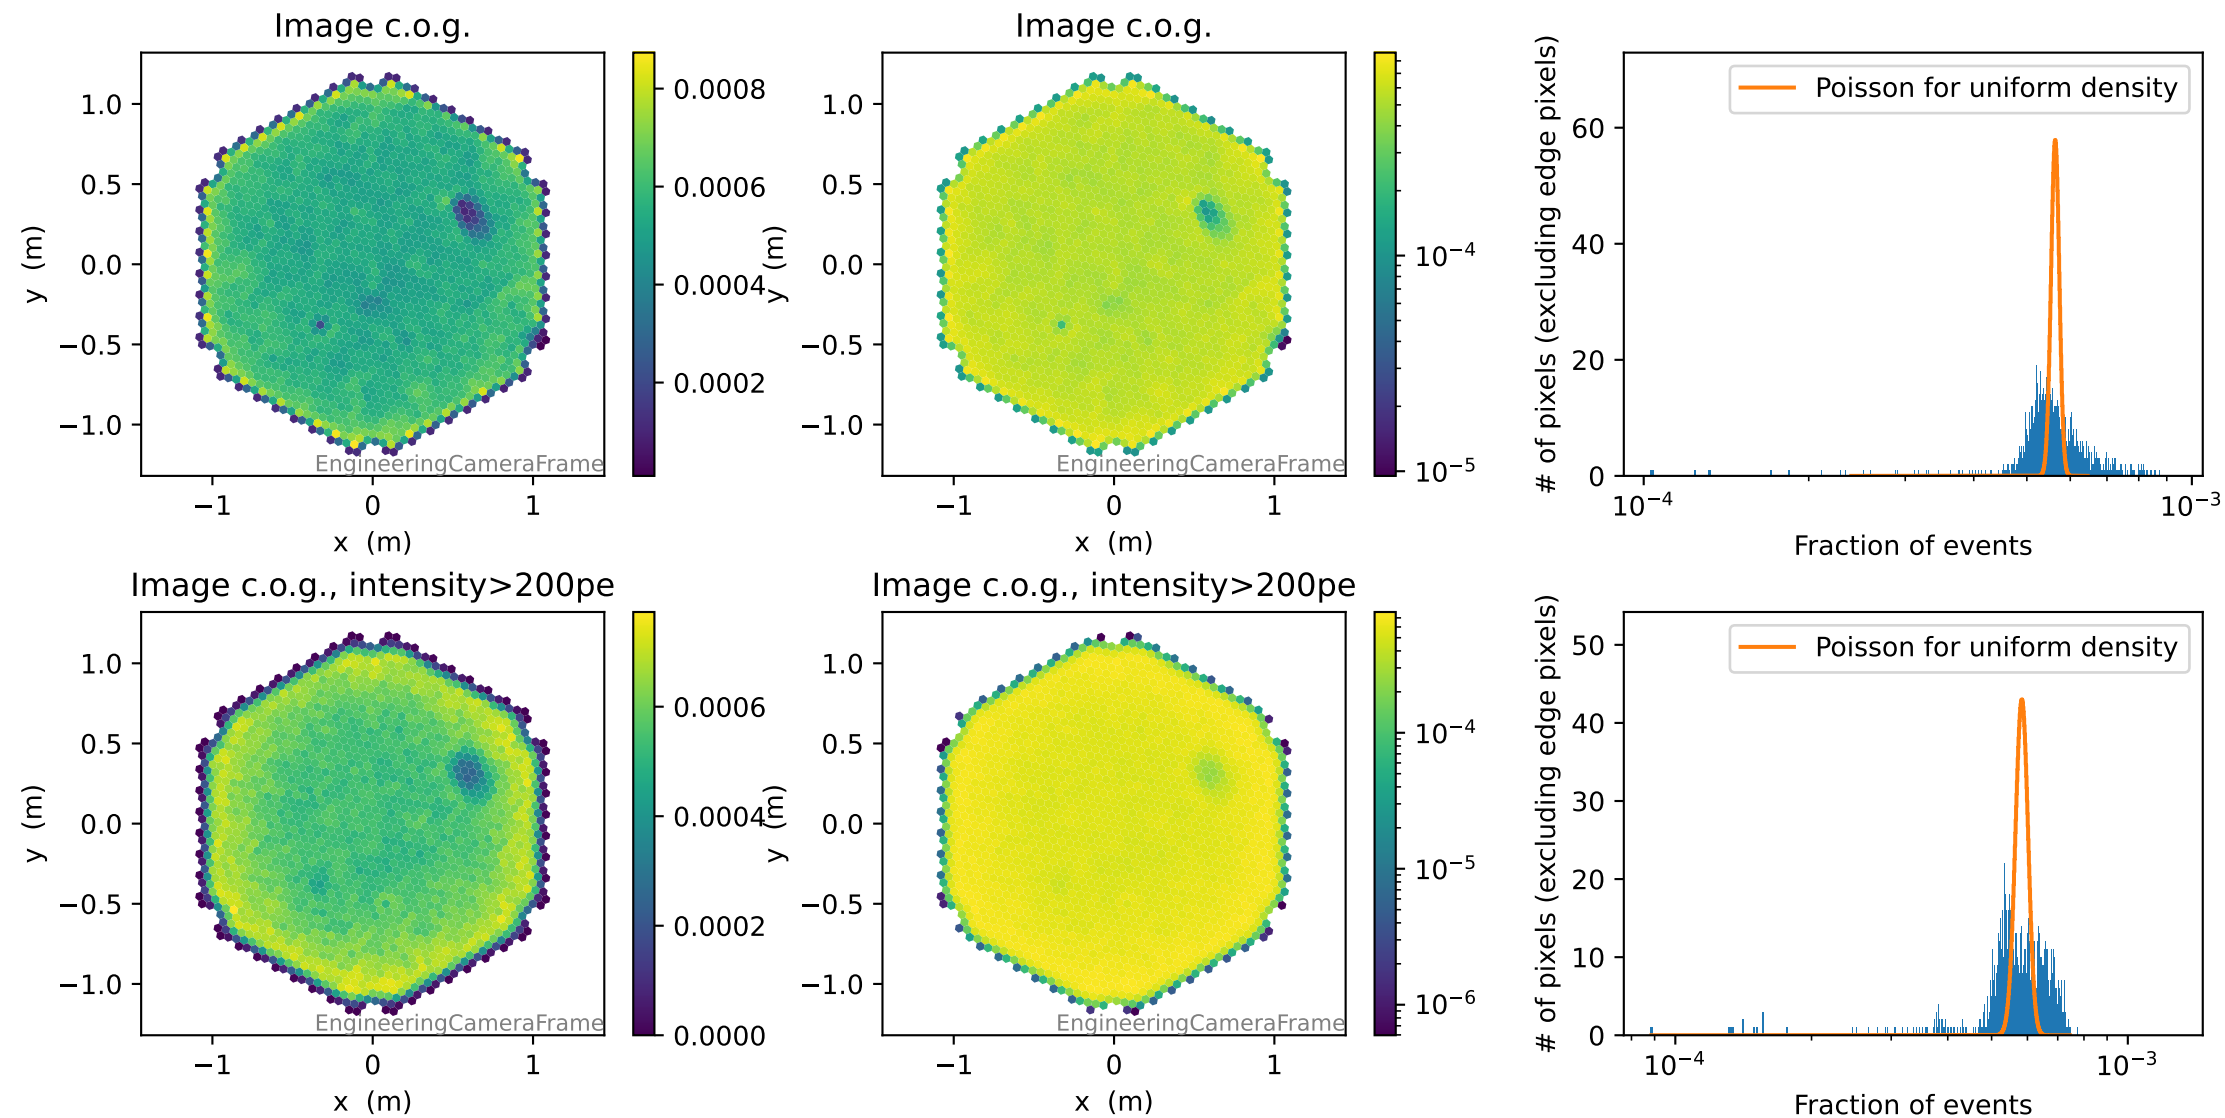 Image c.o.g.
y (m)
1.0
0.5
0.0
−0.5
−1.0
EngineeringCameraFrame
−1 0 1
x (m)
0.0008
0.0006
0.0004
0.0002
Image c.o.g.
y (m)
1.0
0.5
0.0
−0.5
−1.0
EngineeringCameraFrame
−1 0 1
x (m)
10⁻⁴
10⁻⁵
# of pixels (excluding edge pixels)
60
40
20
0
Poisson for uniform density
10⁻⁴ 10⁻³
Fraction of events
Image c.o.g., intensity>200pe
y (m)
1.0
0.5
0.0
−0.5
−1.0
EngineeringCameraFrame
−1 0 1
x (m)
0.0006
0.0004
0.0002
0.0000
Image c.o.g., intensity>200pe
y (m)
1.0
0.5
0.0
−0.5
−1.0
EngineeringCameraFrame
−1 0 1
x (m)
10⁻⁴
10⁻⁵
10⁻⁶
# of pixels (excluding edge pixels)
50
40
30
20
10
0
Poisson for uniform density
10⁻⁴ 10⁻³
Fraction of events